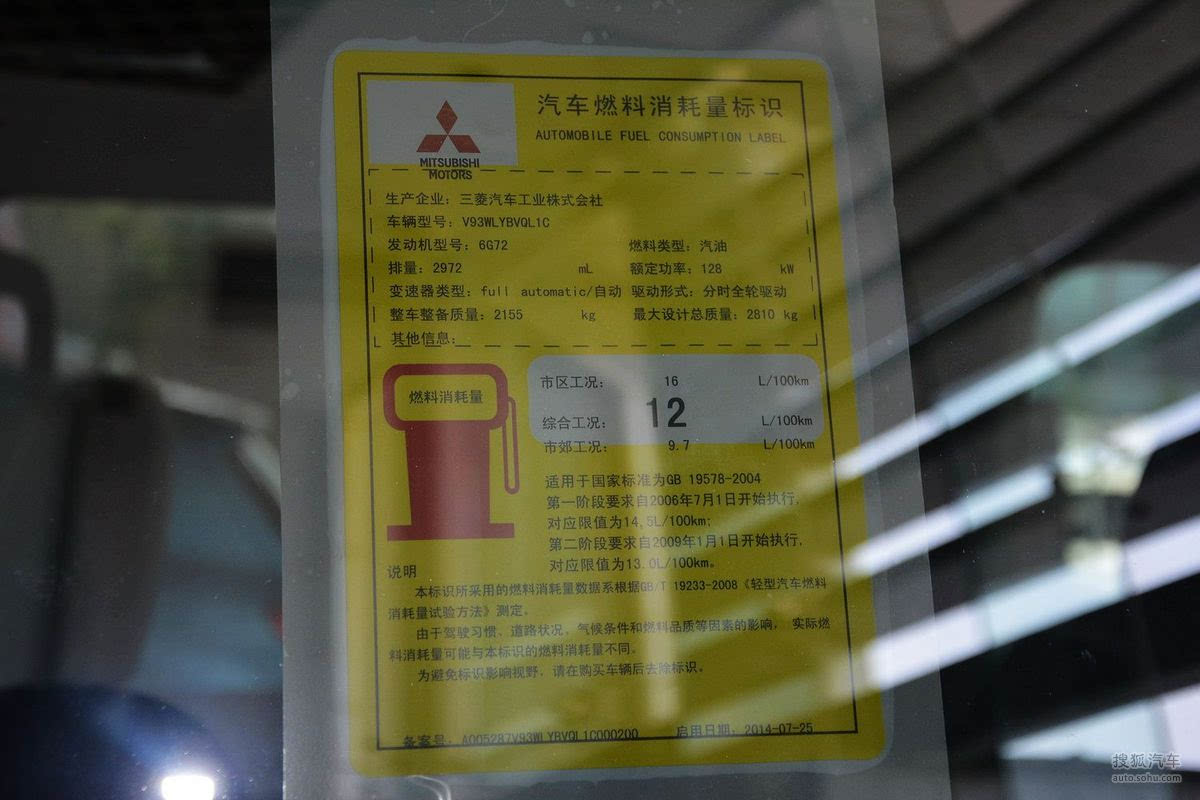 汽车燃料消耗量标识
AUTOMOBILE FUEL CONSUMPTION LABEL
MITSUBISHI
MOTORS
生产企业：三菱汽车工业株式会社
车辆型号：V93WLYBVQL1C
发动机型号：6G72 燃料类型：汽油
排量：2972 mL 额定功率：128 kW
变速器类型：full automatic/自动 驱动形式：分时全轮驱动
整车整备质量：2155 kg 最大设计总质量：2810 kg
其他信息：
燃料消耗量
市区工况： 16 L/100km
综合工况： 12 L/100km
市郊工况： 9.7 L/100km
适用于国家标准为GB 19578-2004
第一阶段要求自2006年7月1日开始执行，
对应限值为14.5L/100km；
第二阶段要求自2009年1月1日开始执行，
对应限值为13.0L/100km。
说明
本标识所采用的燃料消耗量数据系根据GB/T 19233-2008《轻型汽车燃料
消耗量试验方法》测定。
由于驾驶习惯、道路状况、气候条件和燃料品质等因素的影响， 实际燃
料消耗量可能与本标识的燃料消耗量不同。
为避免标识影响视野，请在购买车辆后去除标识。
备案号：A005287V93WLYBVQL1C000200 启用日期：2014-07-25
搜狐汽车
auto.sohu.com